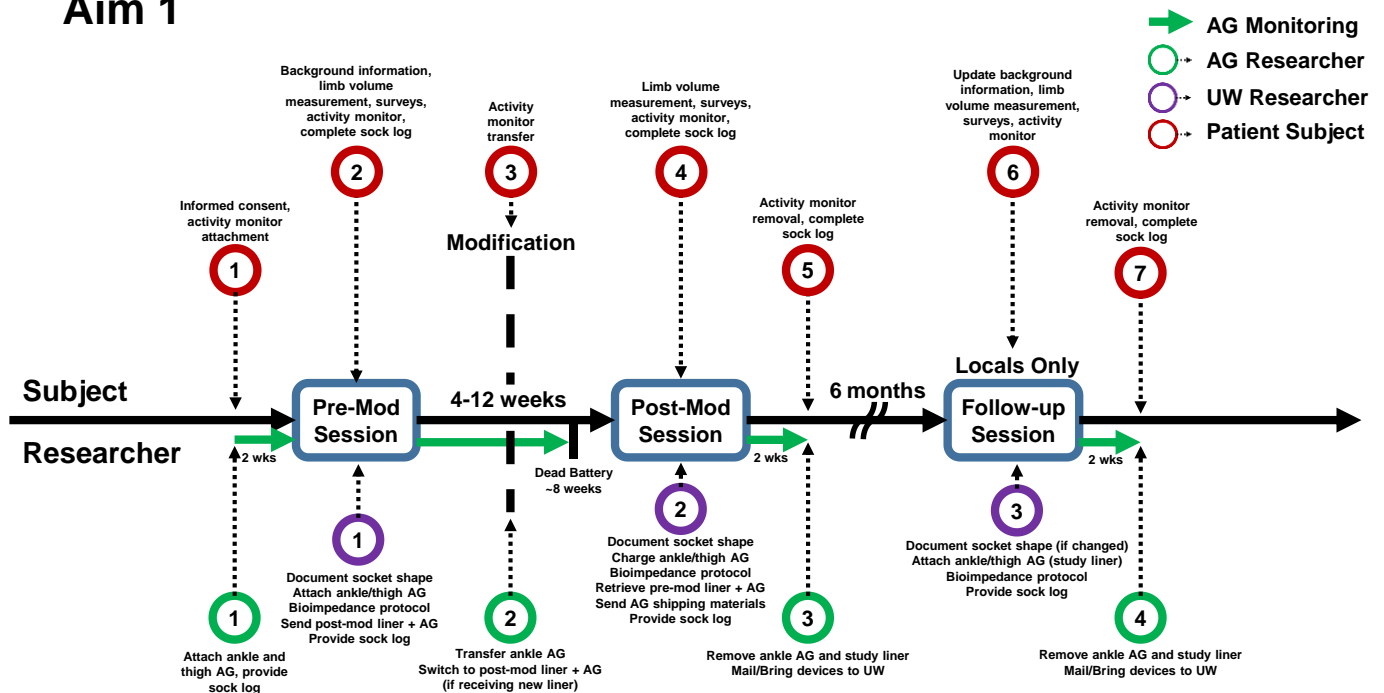 Aim 1
AG Monitoring
AG Researcher
UW Researcher
Patient Subject
Background information,
limb volume
measurement, surveys,
activity monitor,
complete sock log
2
Activity
monitor
transfer
3
Modification
Limb volume
measurement, surveys,
activity monitor,
complete sock log
4
Update background
information, limb
volume measurement,
surveys, activity
monitor
6
Informed consent,
activity monitor
attachment
1
Activity monitor
removal, complete
sock log
5
Activity monitor
removal, complete
sock log
7
Locals Only
Subject
Researcher
2 wks
Pre-Mod
Session
4-12 weeks
Dead Battery
~8 weeks
Post-Mod
Session
2 wks
6 months
Follow-up
Session
2 wks
1
Document socket shape
Attach ankle/thigh AG
Bioimpedance protocol
Send post-mod liner + AG
Provide sock log
2
Document socket shape
Charge ankle/thigh AG
Bioimpedance protocol
Retrieve pre-mod liner + AG
Send AG shipping materials
Provide sock log
3
Document socket shape (if changed)
Attach ankle/thigh AG (study liner)
Bioimpedance protocol
Provide sock log
1
Attach ankle and
thigh AG, provide
sock log
2
Transfer ankle AG
Switch to post-mod liner + AG
(if receiving new liner)
3
Remove ankle AG and study liner
Mail/Bring devices to UW
4
Remove ankle AG and study liner
Mail/Bring devices to UW